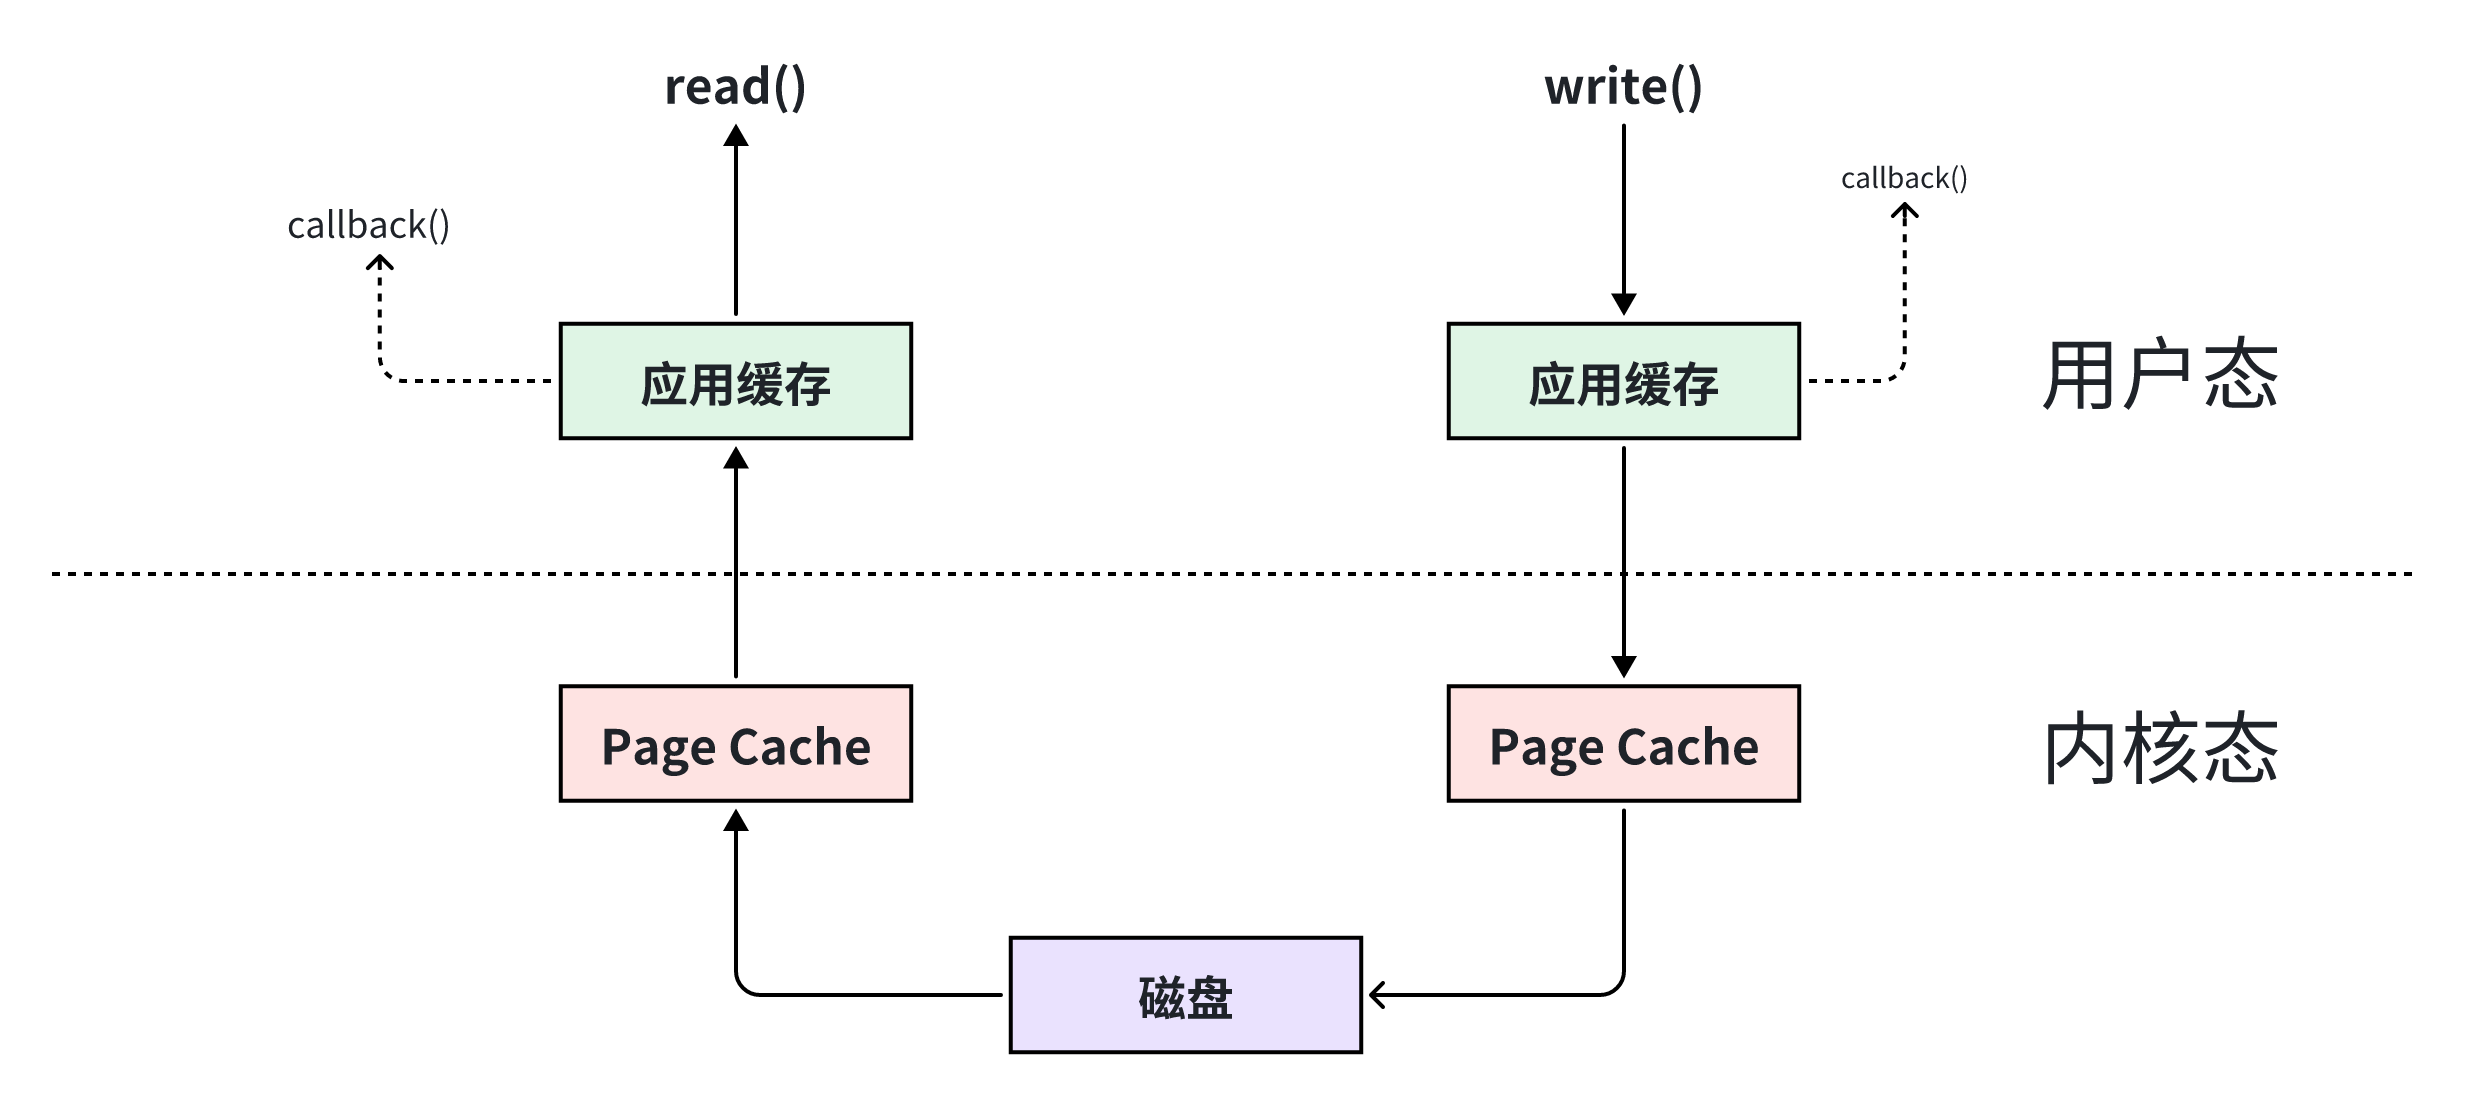 read()
write()
callback()
callback()
应用缓存
应用缓存
用户态
Page Cache
Page Cache
内核态
磁盘